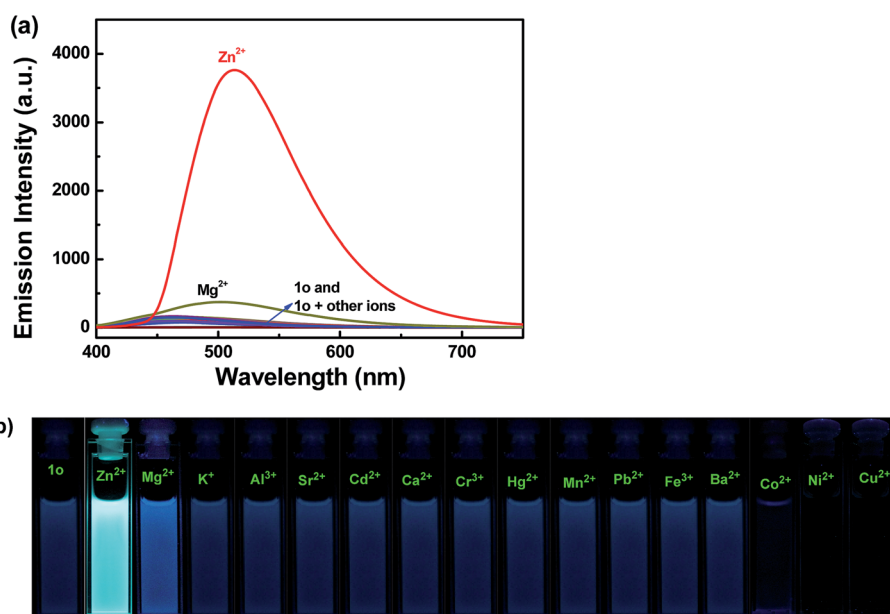 (a)
Emission Intensity (a.u.)
4000
3000
2000
1000
0
Zn²⁺
Mg²⁺
1o and
1o + other ions
400 500 600 700
Wavelength (nm)
b)
1o Zn²⁺ Mg²⁺ K⁺ Al³⁺ Sr²⁺ Cd²⁺ Ca²⁺ Cr³⁺ Hg²⁺ Mn²⁺ Pb²⁺ Fe³⁺ Ba²⁺ Co²⁺ Ni²⁺ Cu²⁺